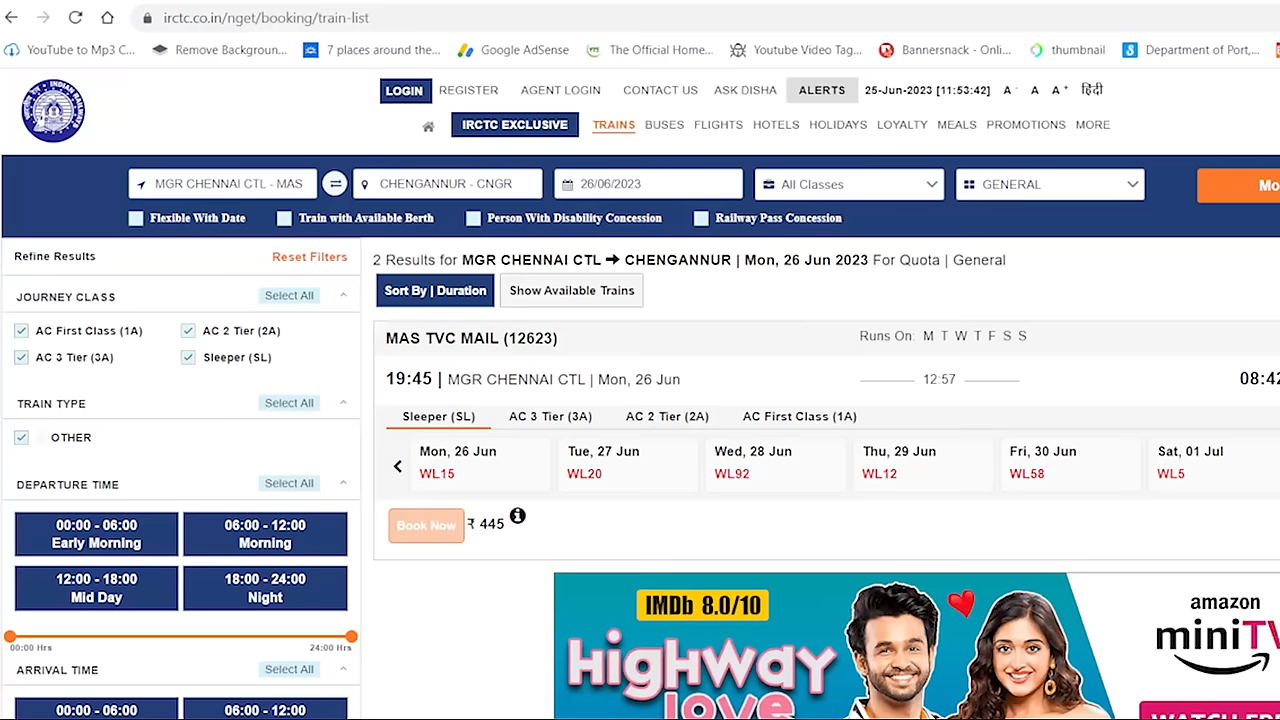 irctc.co.in/nget/booking/train-list
YouTube to Mp3 C... Remove Backgroun... 7 places around the... Google AdSense The Official Home... Youtube Video Tag... Bannersnack - Onli... thumbnail Department of Port,...
LOGIN REGISTER AGENT LOGIN CONTACT US ASK DISHA ALERTS 25-Jun-2023 [11:53:42] A- A A+ हिंदी
IRCTC EXCLUSIVE TRAINS BUSES FLIGHTS HOTELS HOLIDAYS LOYALTY MEALS PROMOTIONS MORE
MGR CHENNAI CTL - MAS CHENGANNUR - CNGR 26/06/2023 All Classes GENERAL Mo
Flexible With Date Train with Available Berth Person With Disability Concession Railway Pass Concession
Refine Results Reset Filters
JOURNEY CLASS Select All
AC First Class (1A) AC 2 Tier (2A)
AC 3 Tier (3A) Sleeper (SL)
TRAIN TYPE Select All
OTHER
DEPARTURE TIME Select All
00:00 - 06:00 06:00 - 12:00
Early Morning Morning
12:00 - 18:00 18:00 - 24:00
Mid Day Night
00:00 Hrs 24:00 Hrs
ARRIVAL TIME Select All
00:00 - 06:00 06:00 - 12:00
2 Results for MGR CHENNAI CTL ➔ CHENGANNUR | Mon, 26 Jun 2023 For Quota | General
Sort By | Duration Show Available Trains
MAS TVC MAIL (12623) Runs On: M T W T F S S
19:45 | MGR CHENNAI CTL | Mon, 26 Jun 12:57 08:42
Sleeper (SL) AC 3 Tier (3A) AC 2 Tier (2A) AC First Class (1A)
Mon, 26 Jun Tue, 27 Jun Wed, 28 Jun Thu, 29 Jun Fri, 30 Jun Sat, 01 Jul
WL15 WL20 WL92 WL12 WL58 WL5
Book Now ₹ 445
IMDb 8.0/10
highway
love
amazon
miniTV